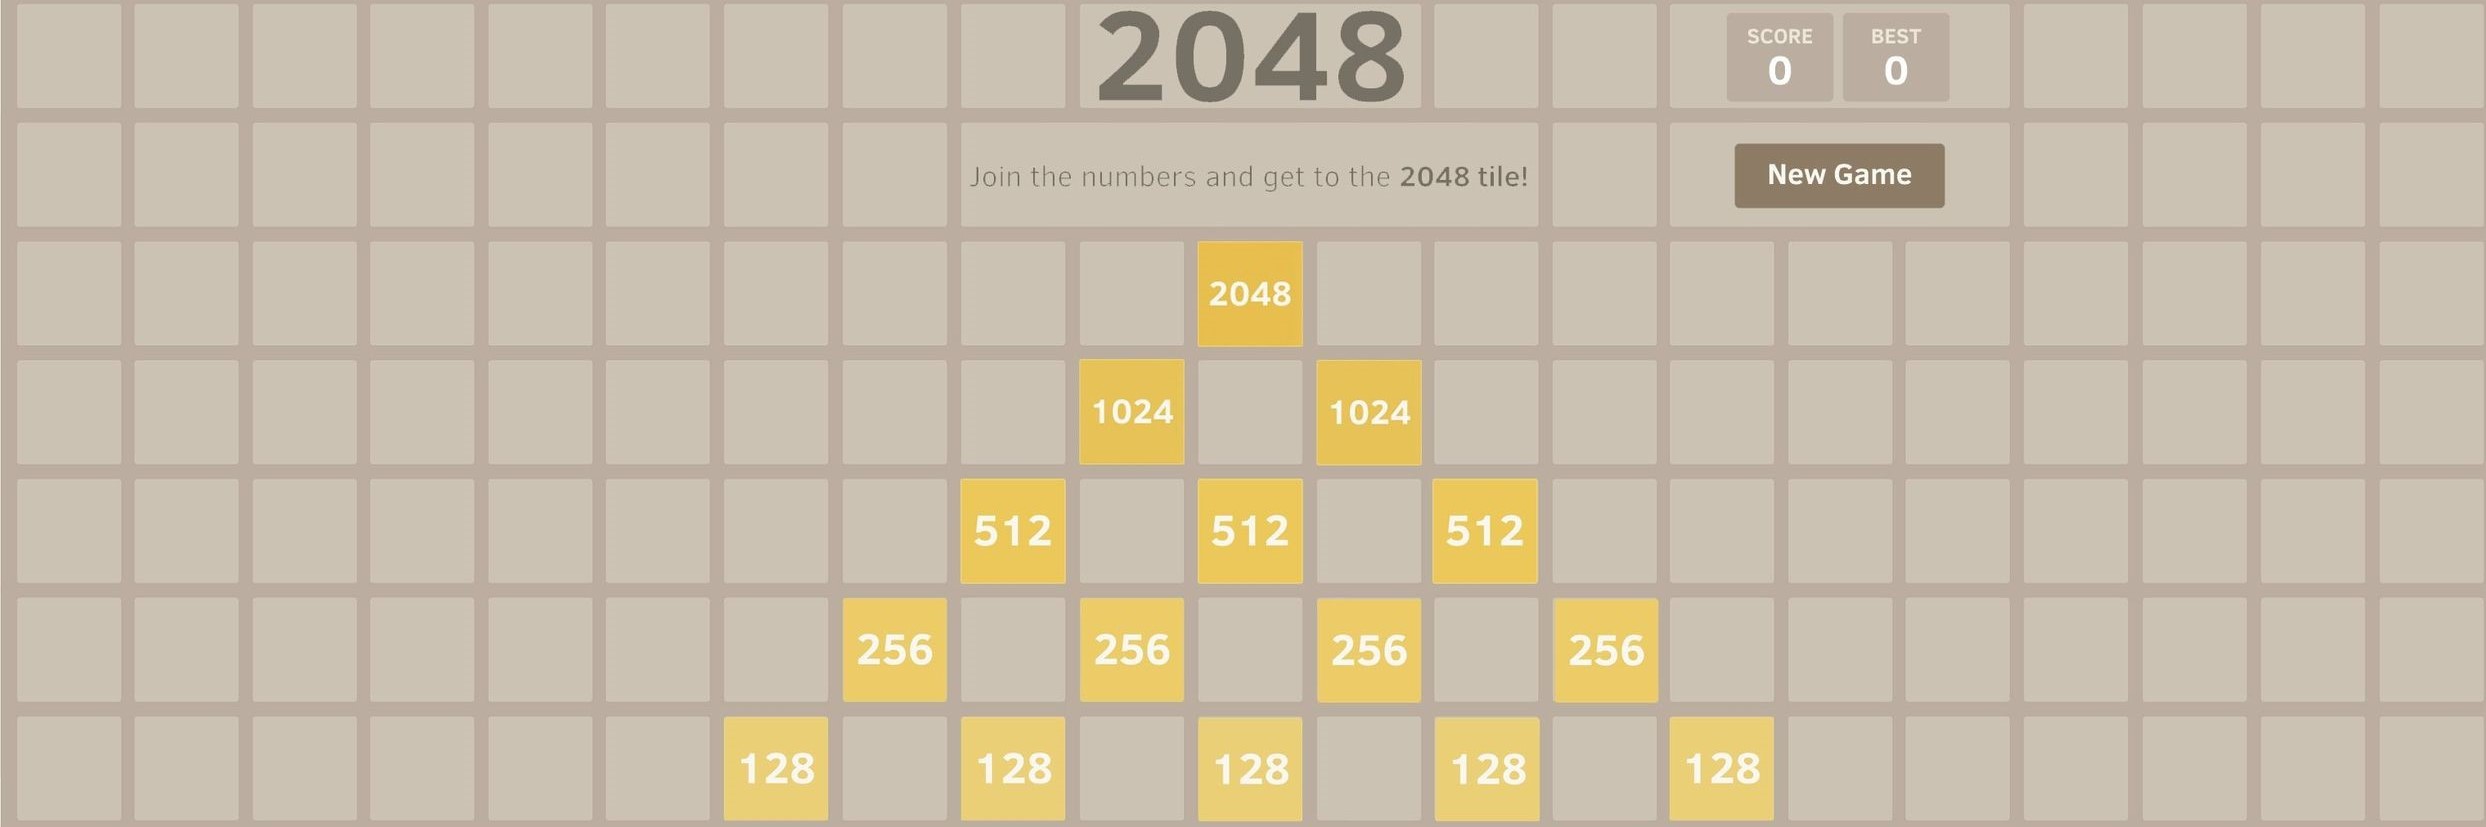 2048
SCORE BEST
0 0
Join the numbers and get to the 2048 tile!
New Game
2048
1024 1024
512 512 512
256 256 256 256
128 128 128 128 128